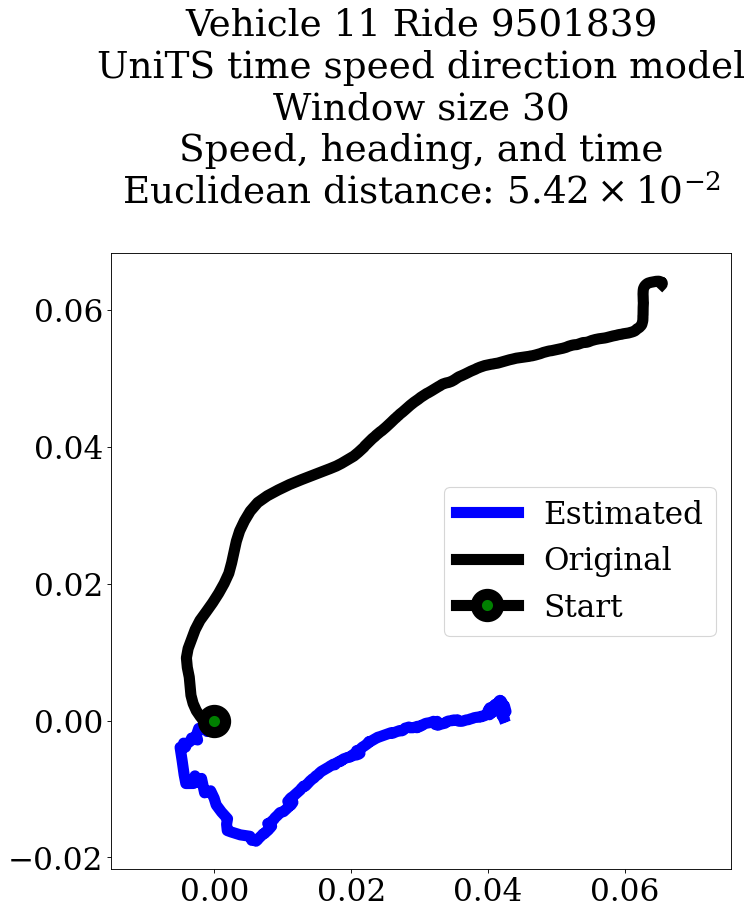 Vehicle 11 Ride 9501839
UniTS time speed direction model
Window size 30
Speed, heading, and time
Euclidean distance: 5.42 × 10⁻²
0.06
0.04
Estimated
Original
0.02
Start
0.00
−0.02
0.00 0.02 0.04 0.06